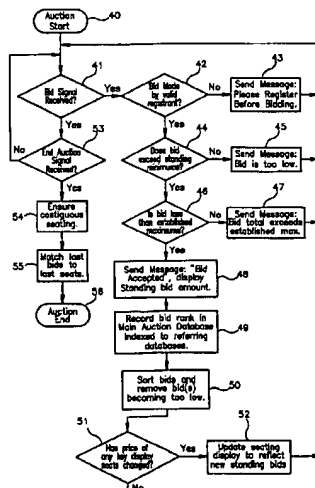 Auction
Start
40
41
Bid Signal
Received?
Yes
42
Bid Made
by valid
registrant?
No
43
Send Message:
Please Register
Before Bidding.
Yes
Yes
53
End Auction
Signal
Received?
No
44
Does bid
exceed standing
minimums?
No
45
Send Message:
Bid is too low.
Yes
Yes
54
Ensure
contiguous
seating.
46
Is bid less than
established
maximums?
No
47
Send Message:
Bid total exceeds
established max.
55
Match last
bids to
last seats.
Yes
Send Message: "Bid
Accepted", display
Standing bid amount.
48
56
Auction
End
Record bid rank in
Main Auction Database
indexed to referring
databases.
49
Sort bids and
remove bid(s)
becoming too low.
50
51
Has price of
any key display
seats changed?
Yes
52
Update seating
display to reflect
new standing bids
No